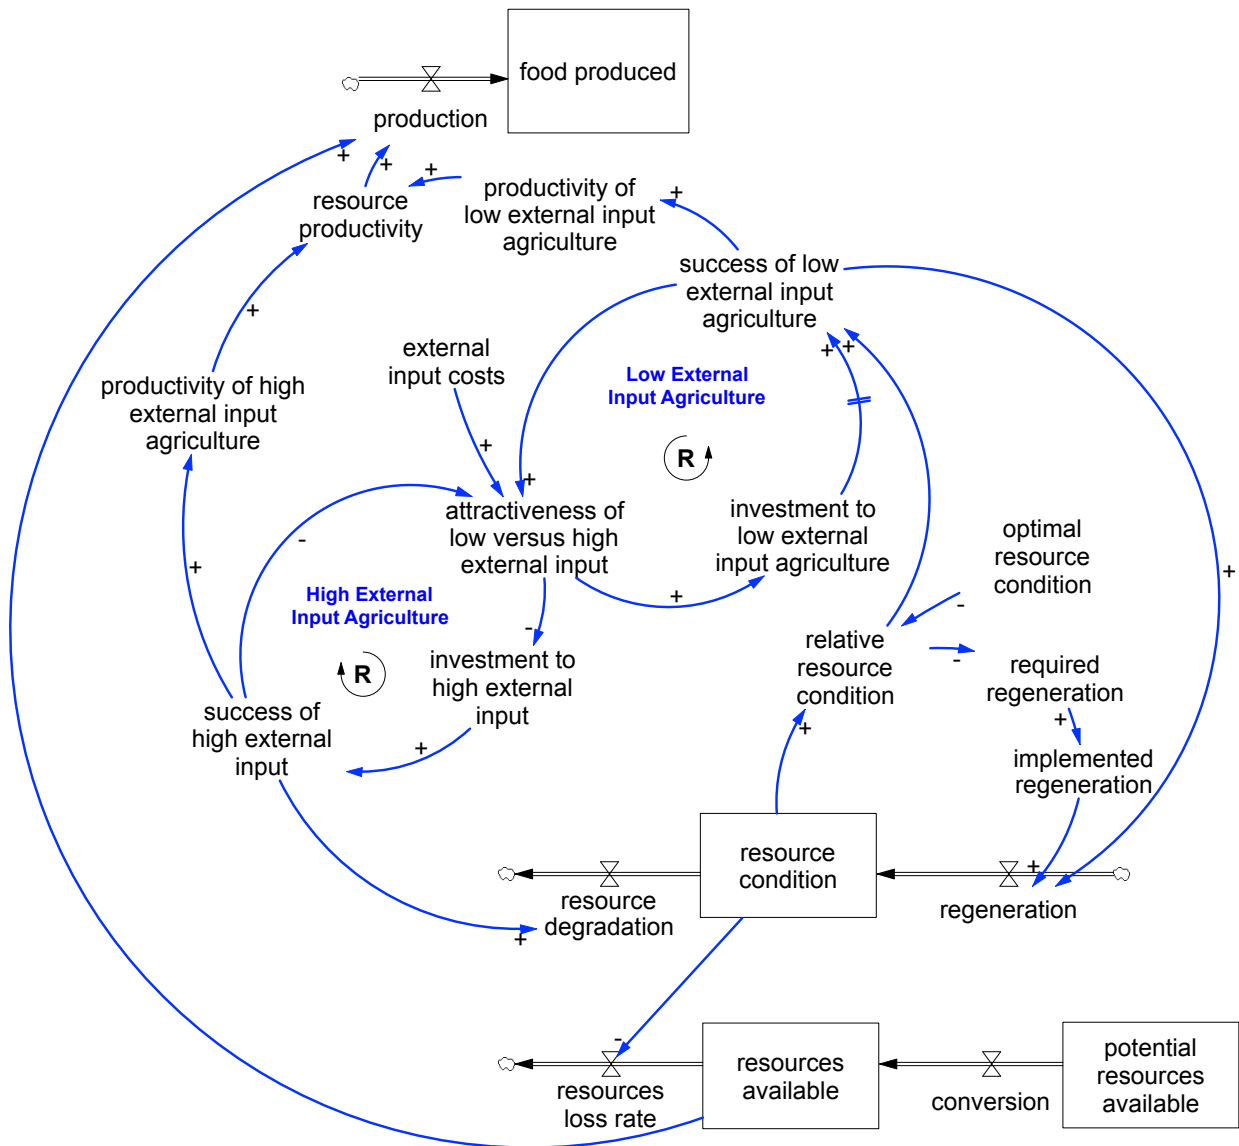 food produced
production
+
+
+
resource
productivity
productivity of
low external input
agriculture
+
success of low
external input
agriculture
+
+
+
external
input costs
Low External
Input Agriculture
R
productivity of high
external input
agriculture
+
+
attractiveness of
low versus high
external input
investment to
low external
input agriculture
optimal
resource
condition
-
+
+
+
High External
Input Agriculture
R
-
-
-
relative
resource
condition
investment to
high external
input
required
regeneration
success of
high external
input
+
+
+
implemented
regeneration
resource
condition
+
resource
degradation
+
regeneration
-
resources
available
potential
resources
available
resources
loss rate
conversion